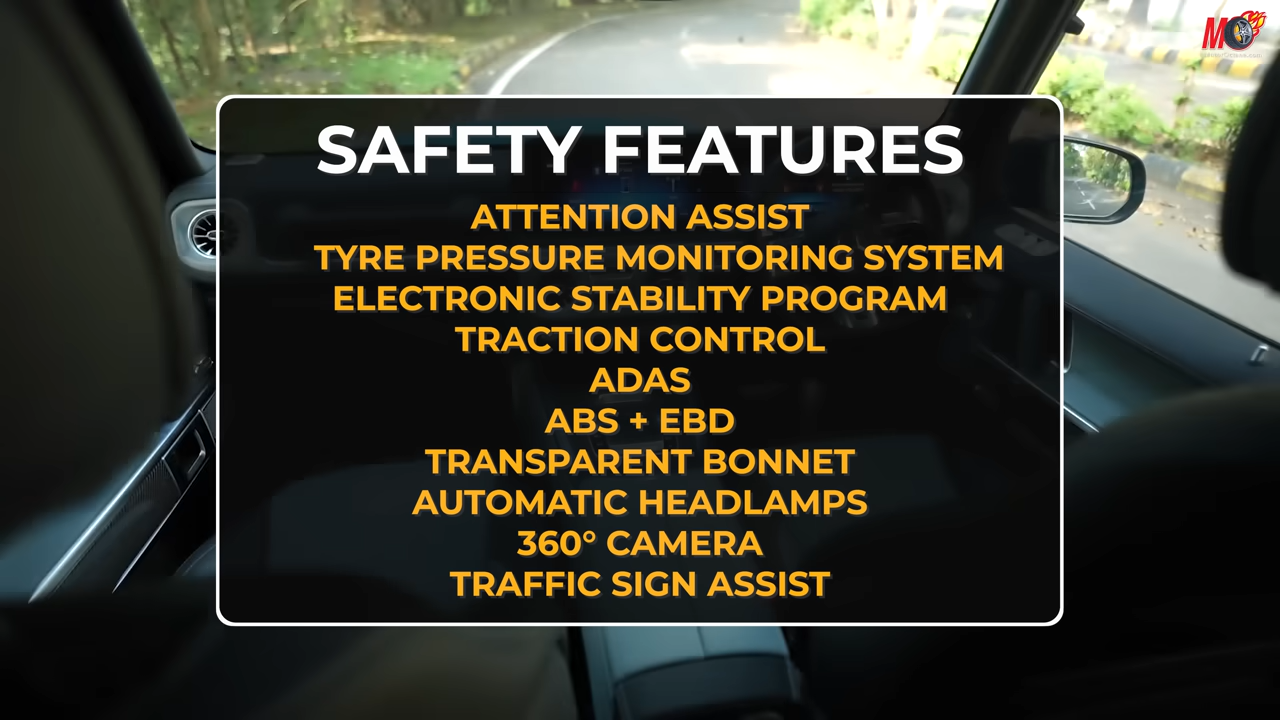 MO
SAFETY FEATURES
ATTENTION ASSIST
TYRE PRESSURE MONITORING SYSTEM
ELECTRONIC STABILITY PROGRAM
TRACTION CONTROL
ADAS
ABS + EBD
TRANSPARENT BONNET
AUTOMATIC HEADLAMPS
360° CAMERA
TRAFFIC SIGN ASSIST